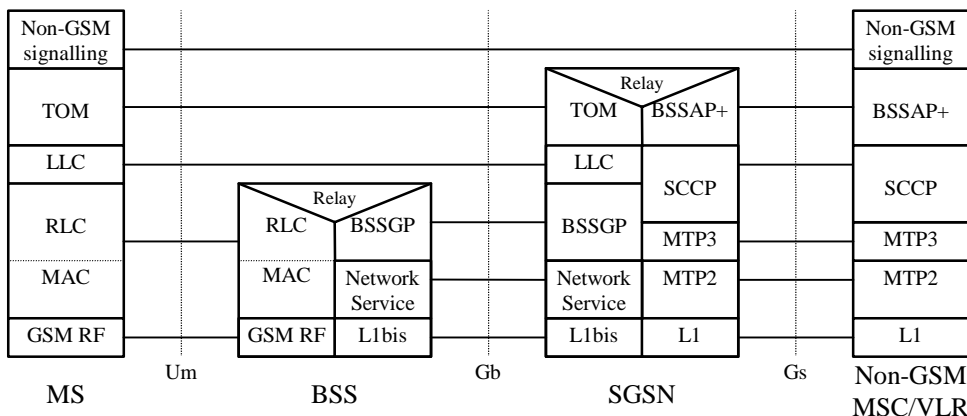 Non-GSM
signalling
Non-GSM
signalling
Relay
TOM
TOM
BSSAP+
BSSAP+
LLC
LLC
SCCP
SCCP
Relay
RLC
RLC
BSSGP
BSSGP
MTP3
MTP3
MAC
MAC
Network
Service
Network
Service
MTP2
MTP2
GSM RF
GSM RF
L1bis
L1bis
L1
L1
Um
Gb
Gs
MS
BSS
SGSN
Non-GSM
MSC/VLR